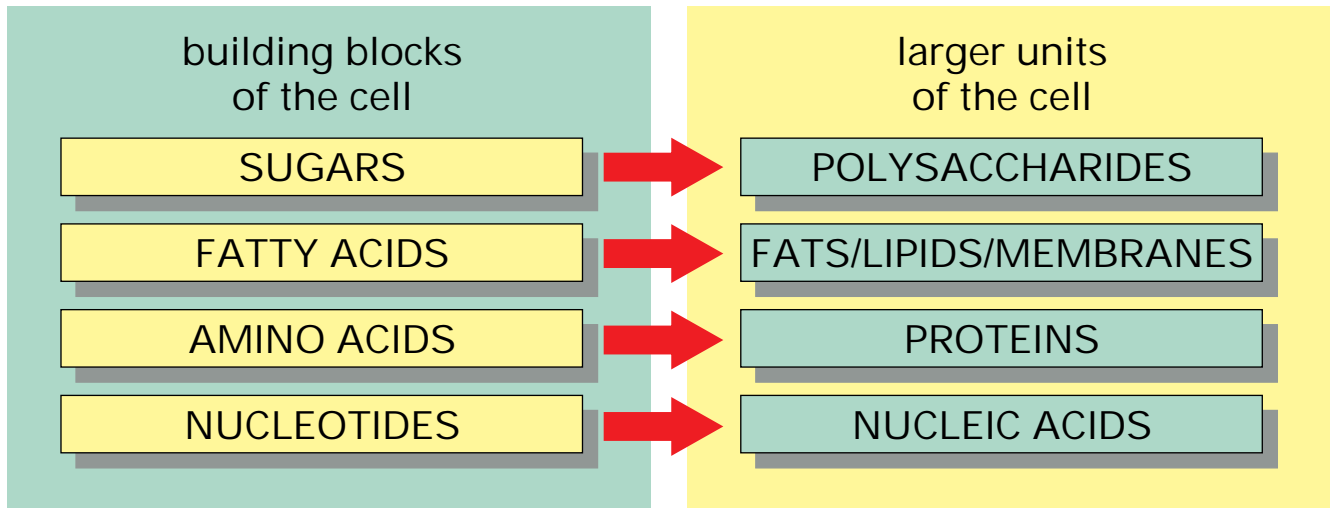 building blocks
of the cell
SUGARS
FATTY ACIDS
AMINO ACIDS
NUCLEOTIDES
larger units
of the cell
POLYSACCHARIDES
FATS/LIPIDS/MEMBRANES
PROTEINS
NUCLEIC ACIDS